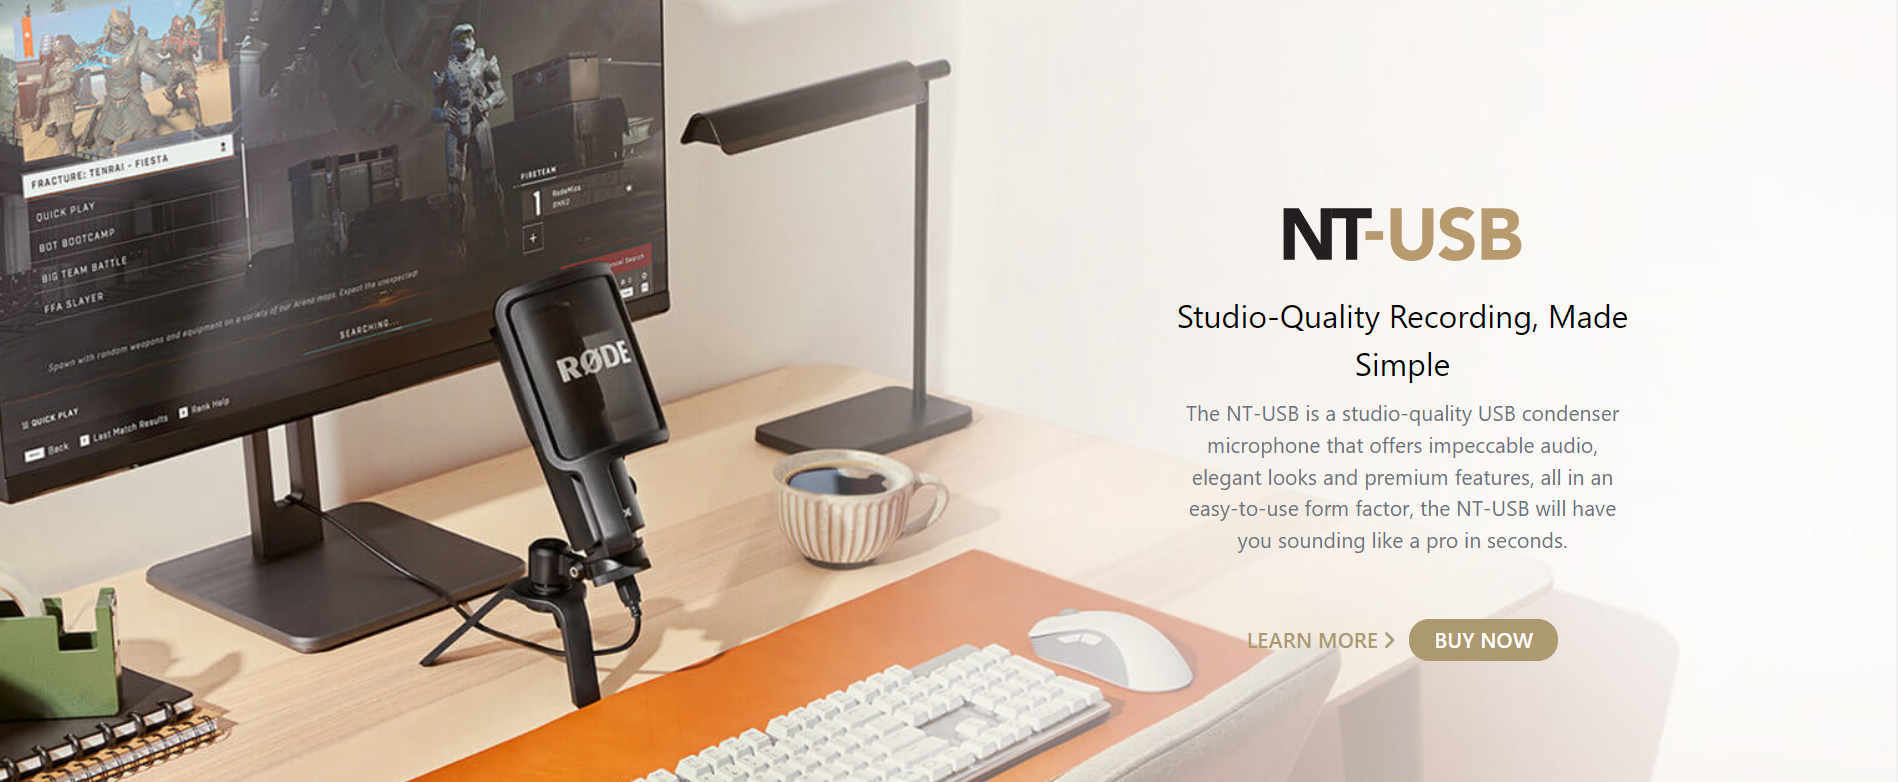 FRACTURE: TENRAI - FIESTA
QUICK PLAY
BOT BOOTCAMP
BIG TEAM BATTLE
FFA SLAYER
Spawn with random weapons and equipment on a variety of our Arena maps. Expect the unexpected!
SEARCHING...
QUICK PLAY
Back
Last Match Results
Rank Help
FIRETEAM
1
RodeMics
Cancel Search
RØDE
NT-USB
Studio-Quality Recording, Made
Simple
The NT-USB is a studio-quality USB condenser
microphone that offers impeccable audio,
elegant looks and premium features, all in an
easy-to-use form factor, the NT-USB will have
you sounding like a pro in seconds.
LEARN MORE
BUY NOW